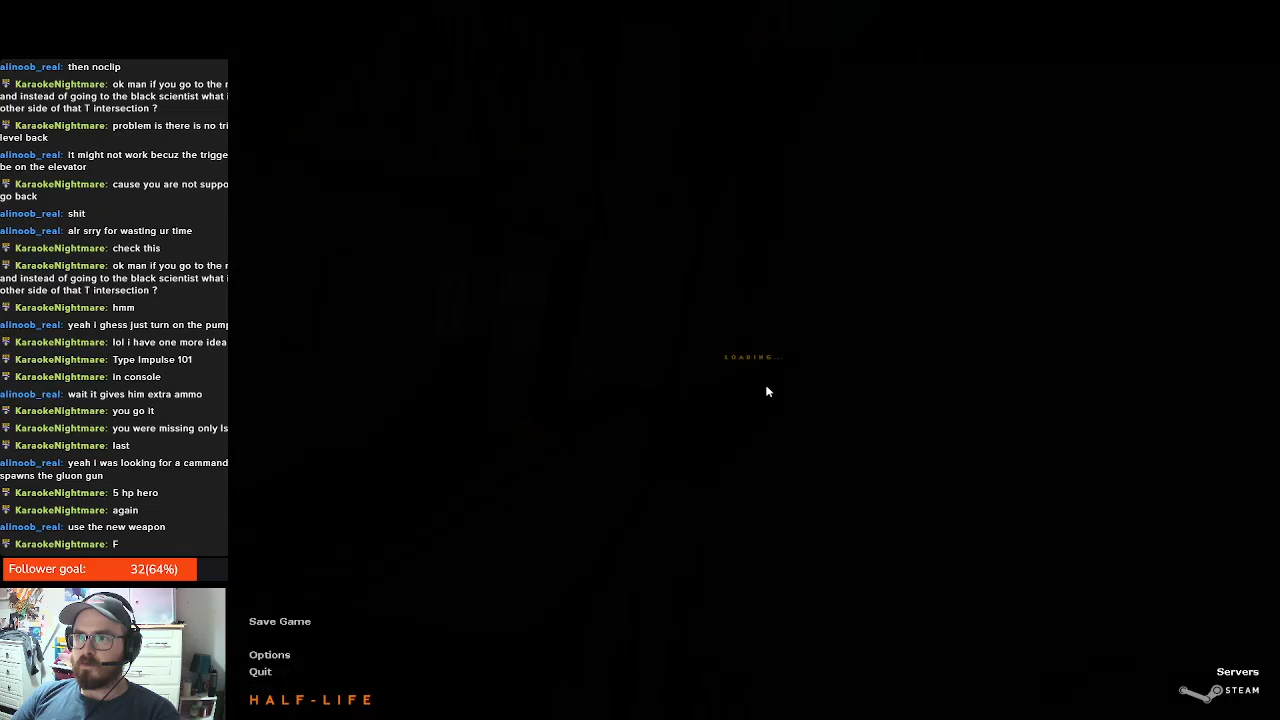 alinoob_real: then noclip
KaraokeNightmare: ok man if you go to the
and instead of going to the black scientist what
other side of that T intersection ?
KaraokeNightmare: problem is there is no
level back
alinoob_real: It might not work becuz the trigge
be on the elevator
KaraokeNightmare: cause you are not suppo
go back
alinoob_real: shit
alinoob_real: alr srry for wasting ur time
KaraokeNightmare: check this
KaraokeNightmare: ok man if you go to the
and instead of going to the black scientist what
other side of that T intersection ?
KaraokeNightmare: hmm
alinoob_real: yeah i ghess just turn on the pump
KaraokeNightmare: lol i have one more idea
KaraokeNightmare: Type Impulse 101
KaraokeNightmare: in console
alinoob_real: wait it gives him extra ammo
KaraokeNightmare: you go it
KaraokeNightmare: you were missing only
KaraokeNightmare: last
alinoob_real: yeah i was looking for a cammand
spawns the gluon gun
KaraokeNightmare: 5 hp hero
KaraokeNightmare: again
alinoob_real: use the new weapon
KaraokeNightmare: F
Follower goal: 32(64%)
LOADING...
Save Game
Options
Quit
HALF-LIFE
Servers
STEAM